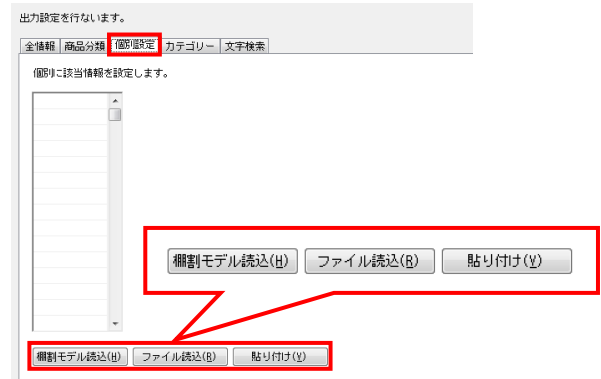 出力設定を行ないます。
全情報 商品分類 個別設定 カテゴリー 文字検索
個別に該当情報を設定します。
棚割モデル読込(H) ファイル読込(R) 貼り付け(V)
棚割モデル読込(H) ファイル読込(R) 貼り付け(V)